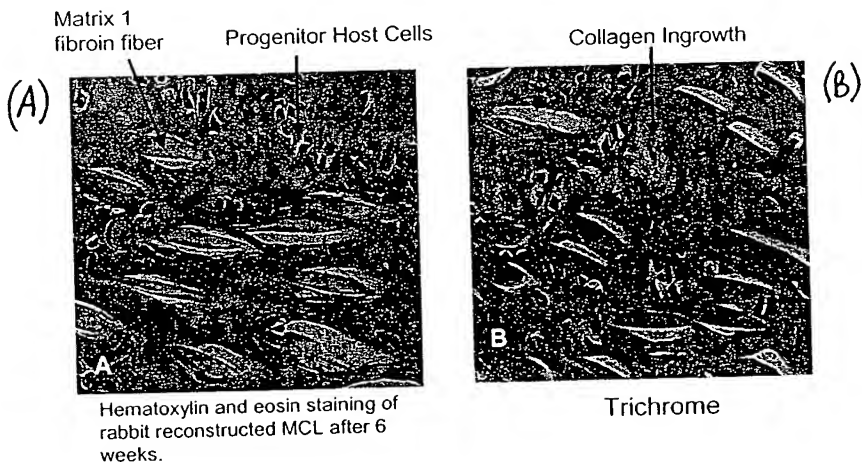 Matrix 1
fibroin fiber
Progenitor Host Cells
Collagen Ingrowth
(A)
(B)
A
B
Hematoxylin and eosin staining of
rabbit reconstructed MCL after 6
weeks.
Trichrome